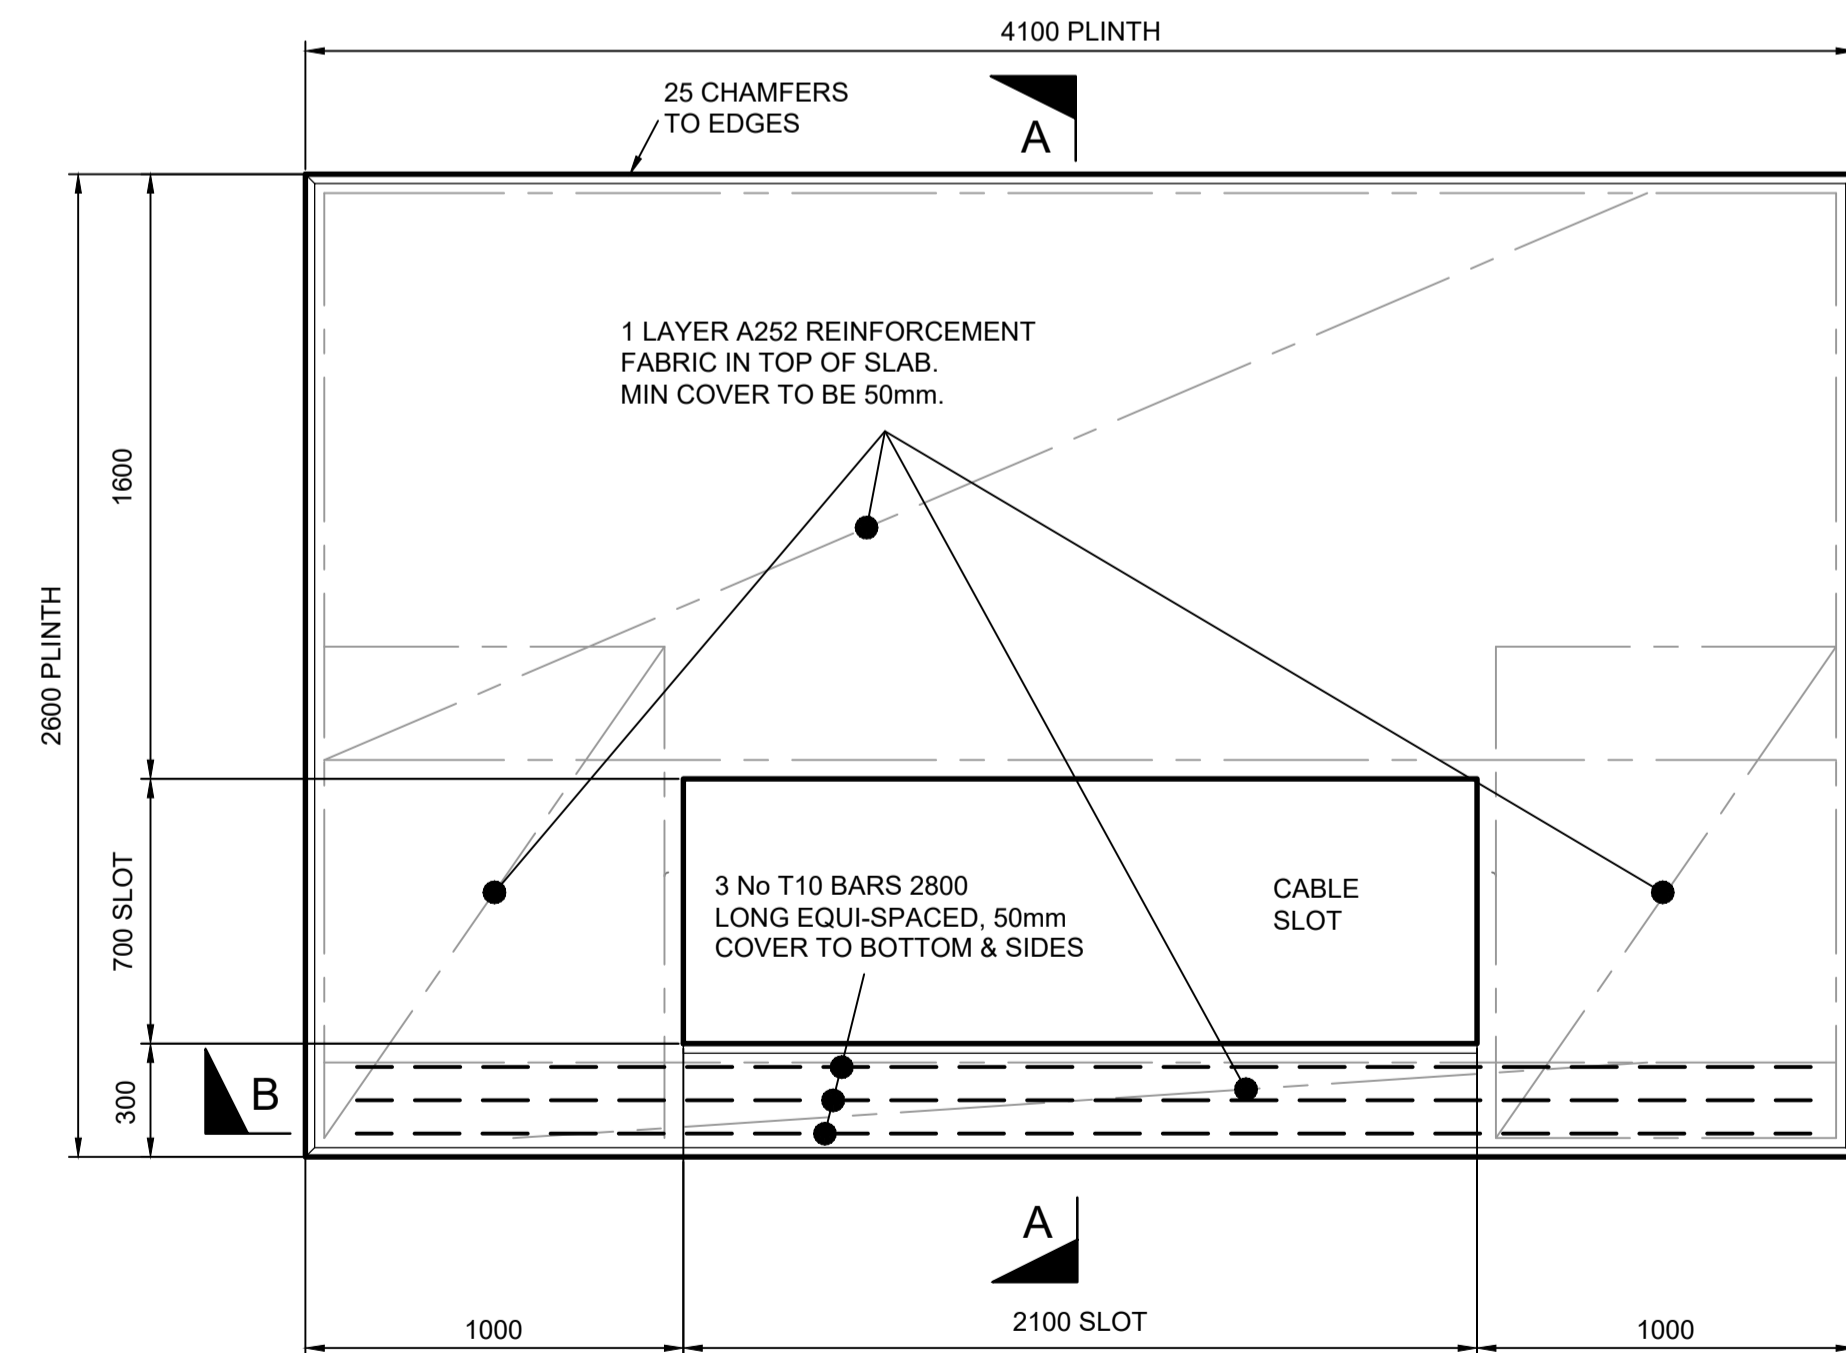 4100 PLINTH
25 CHAMFERS
TO EDGES
A
1 LAYER A252 REINFORCEMENT
FABRIC IN TOP OF SLAB.
MIN COVER TO BE 50mm.
1600
2600 PLINTH
700 SLOT
3 No T10 BARS 2800
LONG EQUI-SPACED, 50mm
COVER TO BOTTOM & SIDES
CABLE
SLOT
300
B
A
1000
2100 SLOT
1000